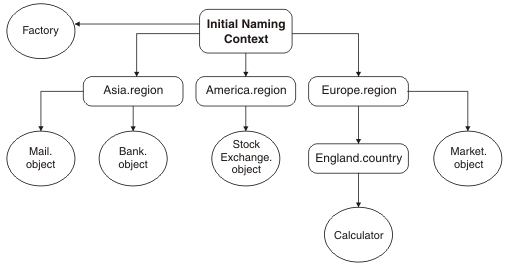 Factory
Initial Naming
Context
Asia.region
America.region
Europe.region
Mail.
object
Bank.
object
Stock
Exchange.
object
England.country
Market.
object
Calculator